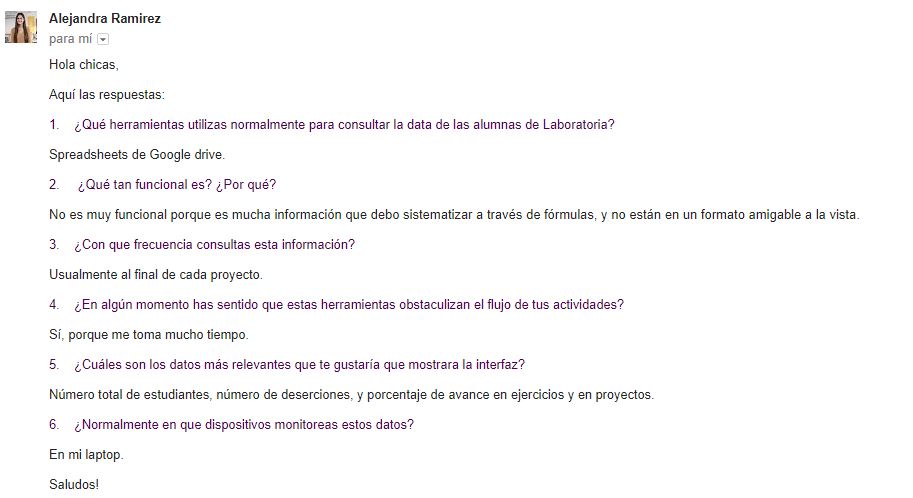 Alejandra Ramirez
para mí
Hola chicas,
Aquí las respuestas:
1. ¿Qué herramientas utilizas normalmente para consultar la data de las alumnas de Laboratoria?
Spreadsheets de Google drive.
2. ¿Qué tan funcional es? ¿Por qué?
No es muy funcional porque es mucha información que debo sistematizar a través de fórmulas, y no están en un formato amigable a la vista.
3. ¿Con que frecuencia consultas esta información?
Usualmente al final de cada proyecto.
4. ¿En algún momento has sentido que estas herramientas obstaculizan el flujo de tus actividades?
Sí, porque me toma mucho tiempo.
5. ¿Cuáles son los datos más relevantes que te gustaría que mostrara la interfaz?
Número total de estudiantes, número de deserciones, y porcentaje de avance en ejercicios y en proyectos.
6. ¿Normalmente en que dispositivos monitoreas estos datos?
En mi laptop.
Saludos!